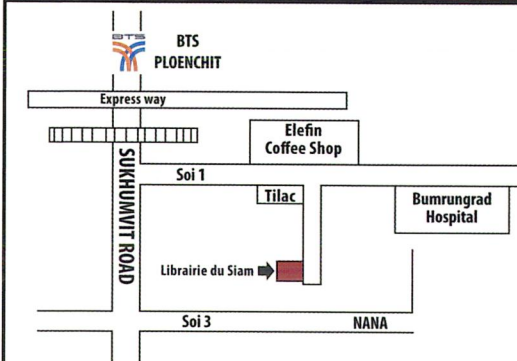 BTS
BTS
PLOENCHIT
Express way
Elefin
Coffee Shop
SUKHUMVIT ROAD
Soi 1
Tilac
Bumrungrad
Hospital
Librairie du Siam
Soi 3
NANA